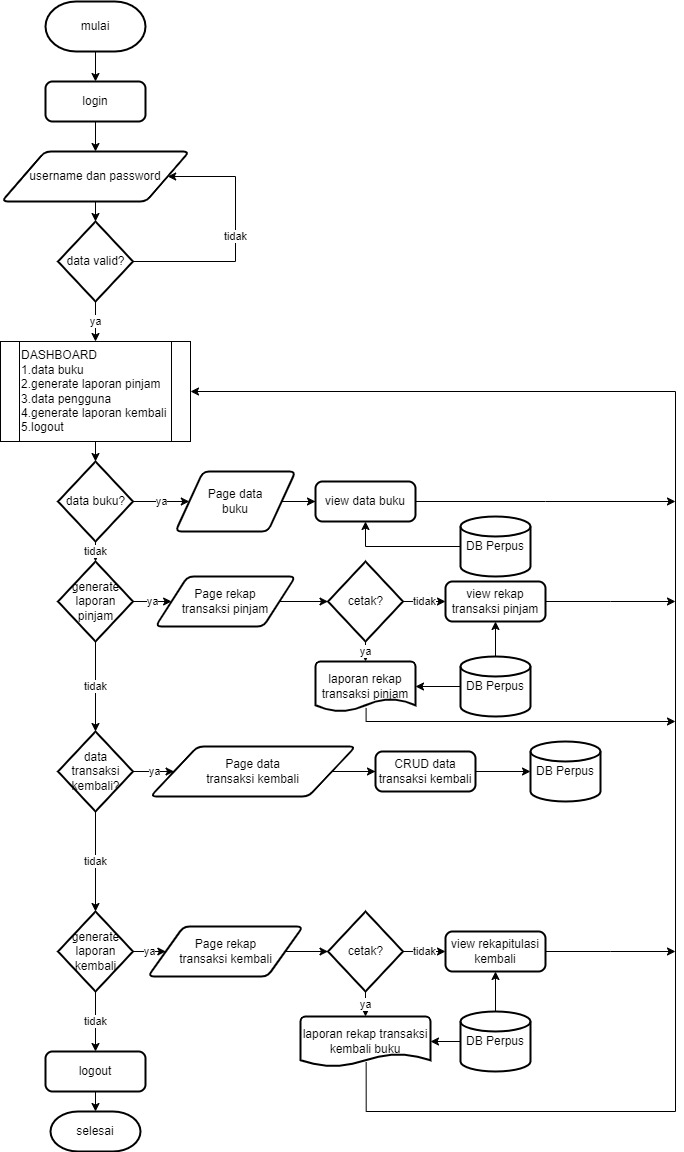 mulai
login
username dan password
tidak
data valid?
ya
DASHBOARD
1.data buku
2.generate laporan pinjam
3.data pengguna
4.generate laporan kembali
5.logout
data buku?
ya
Page data
buku
view data buku
DB Perpus
tidak
generate
laporan
pinjam
ya
Page rekap
transaksi pinjam
cetak?
tidak
view rekap
transaksi pinjam
ya
laporan rekap
transaksi pinjam
DB Perpus
tidak
data
transaksi
kembali?
ya
Page data
transaksi kembali
CRUD data
transaksi kembali
DB Perpus
tidak
generate
laporan
kembali
ya
Page rekap
transaksi kembali
cetak?
tidak
view rekapitulasi
kembali
ya
laporan rekap transaksi
kembali buku
DB Perpus
tidak
logout
selesai